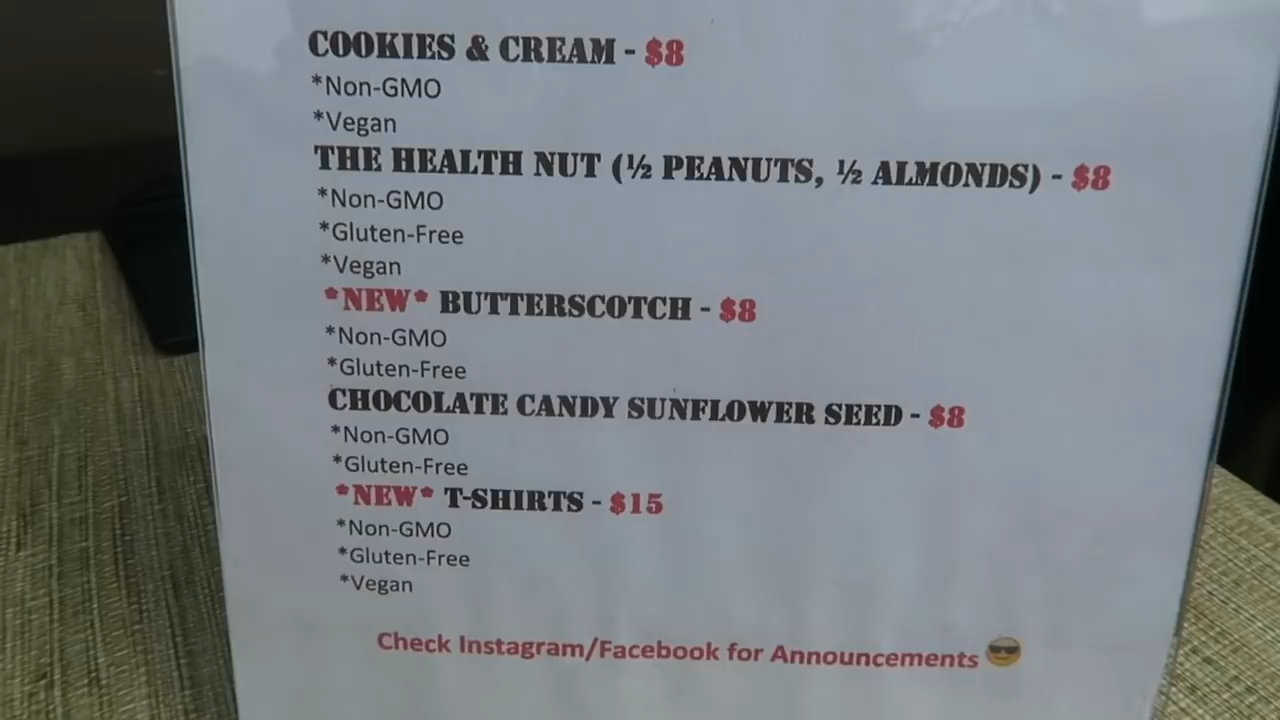 COOKIES & CREAM - $8
*Non-GMO
*Vegan
THE HEALTH NUT (½ PEANUTS, ½ ALMONDS) - $8
*Non-GMO
*Gluten-Free
*Vegan
*NEW* BUTTERSCOTCH - $8
*Non-GMO
*Gluten-Free
CHOCOLATE CANDY SUNFLOWER SEED - $8
*Non-GMO
*Gluten-Free
*NEW* T-SHIRTS - $15
*Non-GMO
*Gluten-Free
*Vegan
Check Instagram/Facebook for Announcements 😎